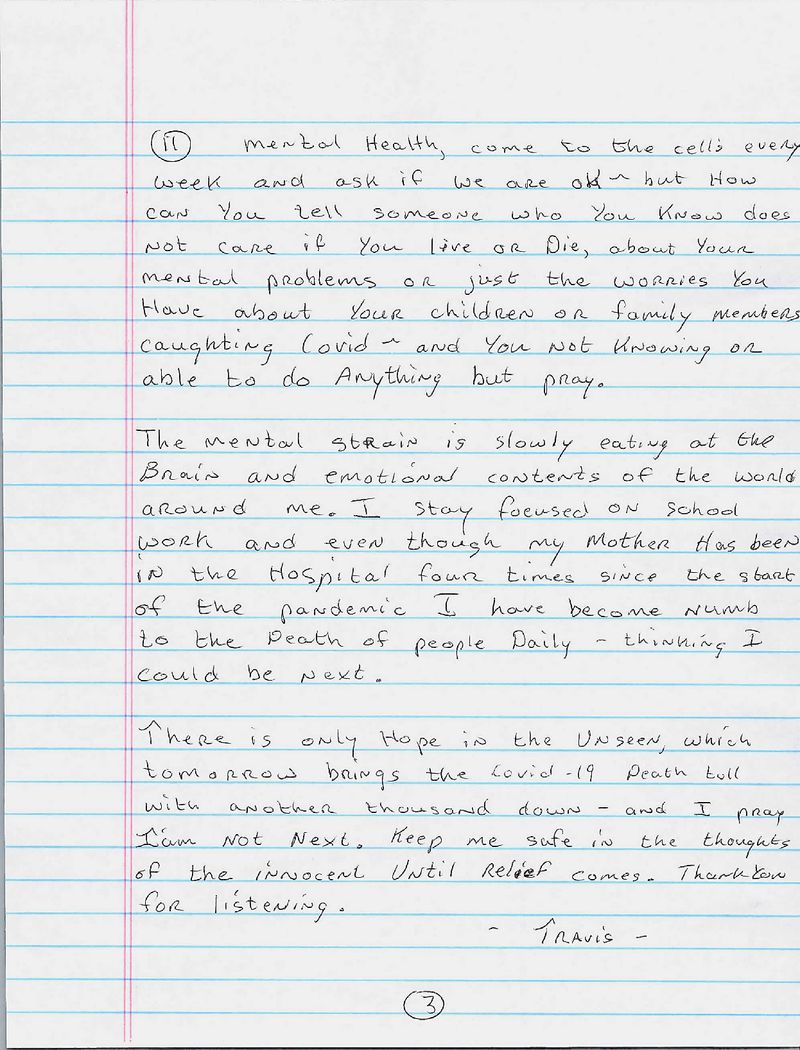 11 Mental Health, come to the cells every
week and ask if we are ok ~ but How
can You tell someone who You Know does
Not care if You live or Die, about Your
mental problems or just the worries You
Have about Your children or family members
caughting Covid ~ and You Not Knowing or
able to do Anything but pray.
The mental strain is slowly eating at the
Brain and emotional contents of the world
around me. I stay focused on school
work and even though my Mother Has been
in the Hospital four times since the start
of the pandemic I have become Numb
to the Death of people Daily - thinking I
could be Next.
There is only Hope in the Unseen, which
tomorrow brings the Covid-19 Death toll
with another thousand down - and I pray
I'am Not Next. Keep me safe in the thoughts
of the innocent Until Relief comes. Thank You
for listening.
- Travis -
3